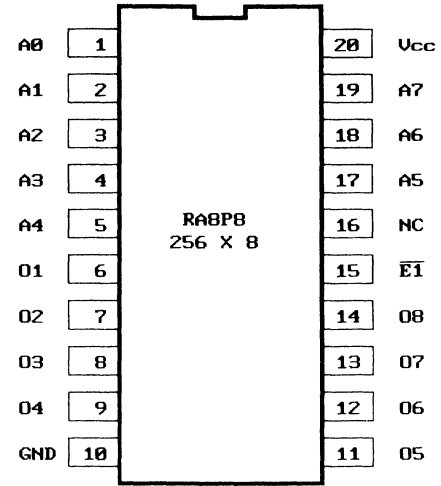 A0 1 20 Vcc
A1 2 19 A7
A2 3 18 A6
A3 4 17 A5
A4 5 16 NC
RA8P8
256 X 8
O1 6 15 E1
O2 7 14 O8
O3 8 13 O7
O4 9 12 O6
GND 10 11 O5